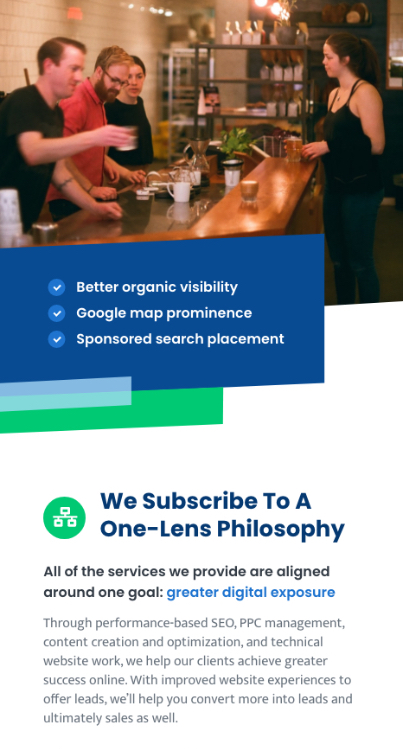 Better organic visibility
Google map prominence
Sponsored search placement
We Subscribe To A
One-Lens Philosophy
All of the services we provide are aligned
around one goal: greater digital exposure
Through performance-based SEO, PPC management,
content creation and optimization, and technical
website work, we help our clients achieve greater
success online. With improved website experiences to
offer leads, we'll help you convert more into leads and
ultimately sales as well.